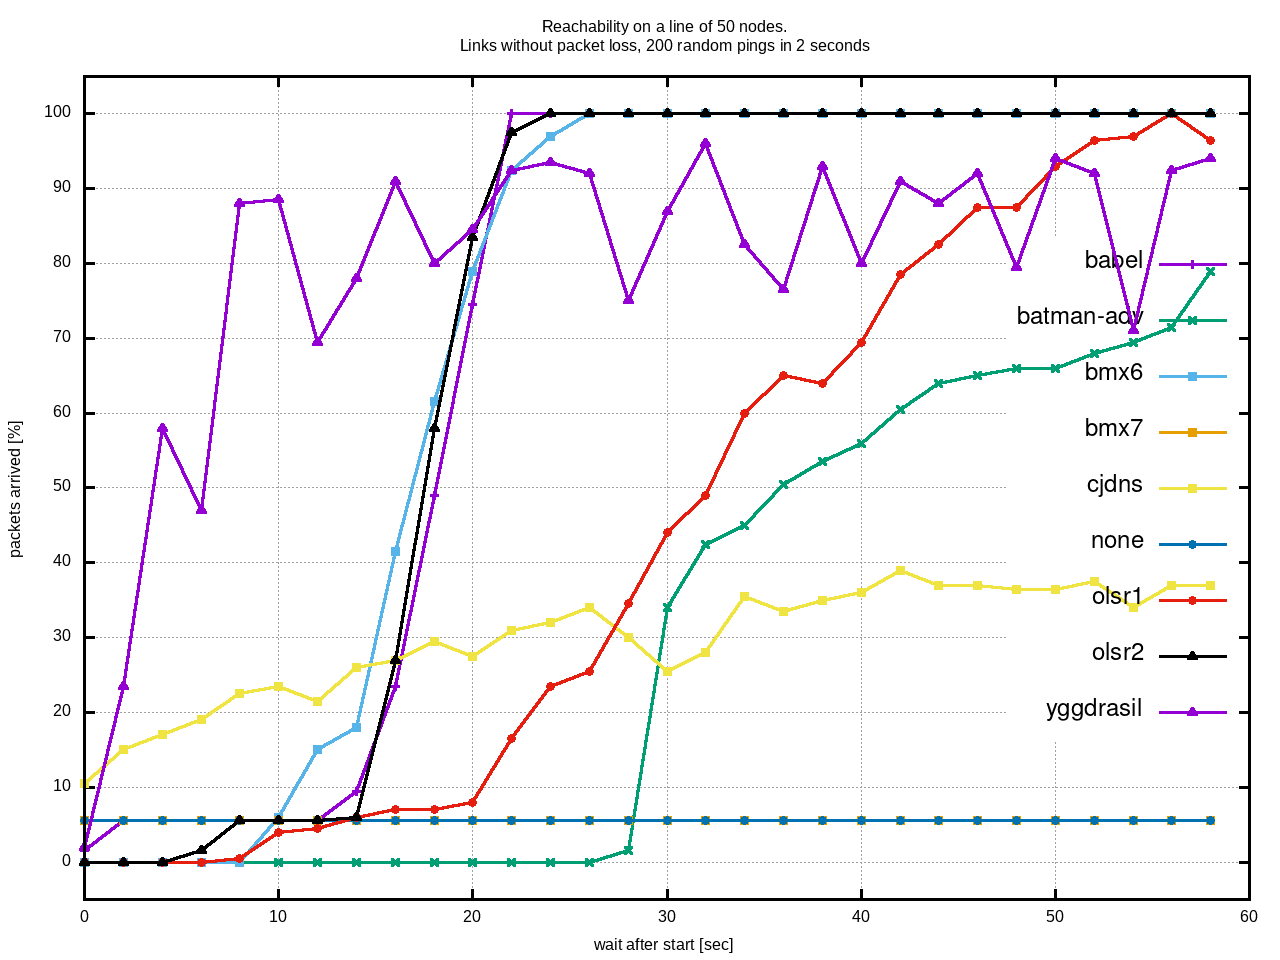 Reachability on a line of 50 nodes.
Links without packet loss, 200 random pings in 2 seconds
packets arrived [%]
100
90
80
70
60
50
40
30
20
10
0
babel
batman-adv
bmx6
bmx7
cjdns
none
olsr1
olsr2
yggdrasil
0 10 20 30 40 50 60
wait after start [sec]